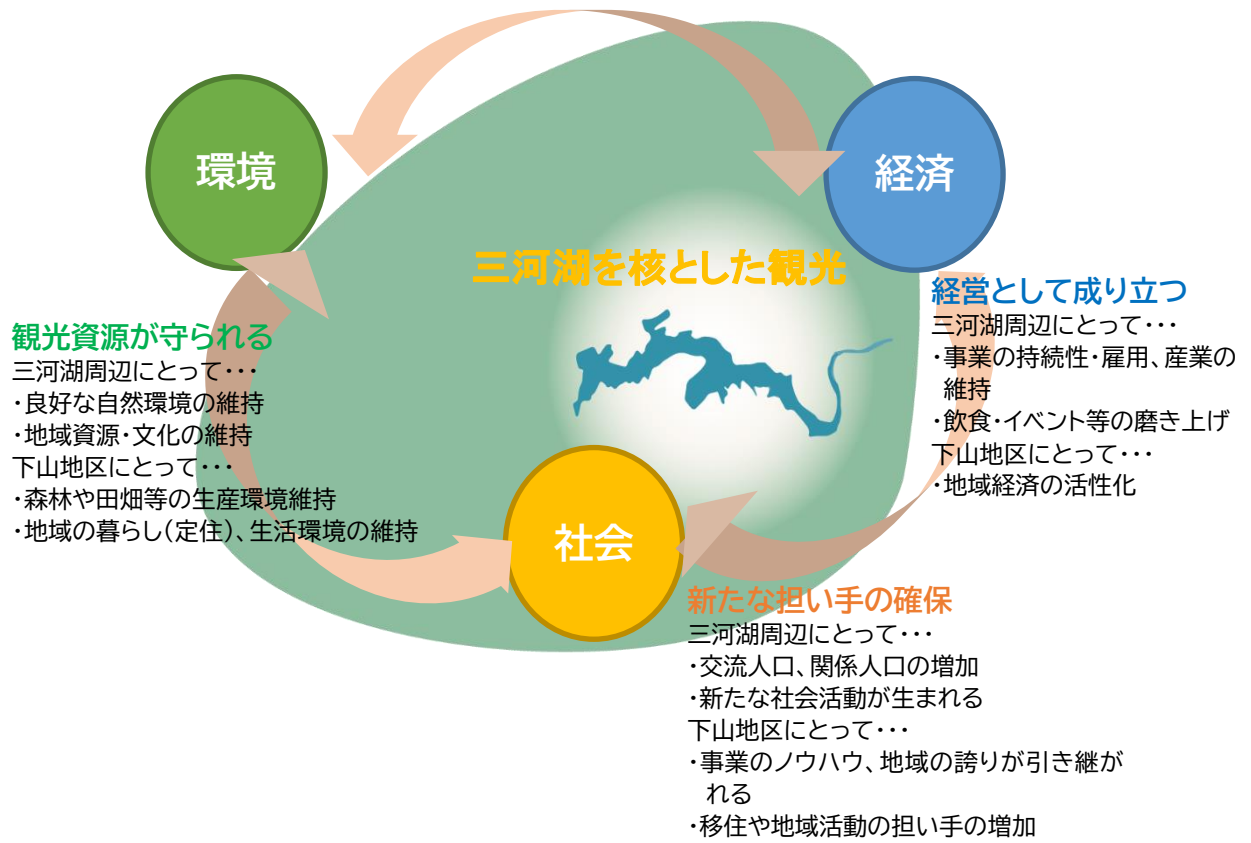 環境
経済
三河湖を核とした観光
観光資源が守られる
三河湖周辺にとって・・・
・良好な自然環境の維持
・地域資源・文化の維持
下山地区にとって・・・
・森林や田畑等の生産環境維持
・地域の暮らし(定住)、生活環境の維持
経営として成り立つ
三河湖周辺にとって・・・
・事業の持続性・雇用、産業の
維持
・飲食・イベント等の磨き上げ
下山地区にとって・・・
・地域経済の活性化
社会
新たな担い手の確保
三河湖周辺にとって・・・
・交流人口、関係人口の増加
・新たな社会活動が生まれる
下山地区にとって・・・
・事業のノウハウ、地域の誇りが引き継が
れる
・移住や地域活動の担い手の増加